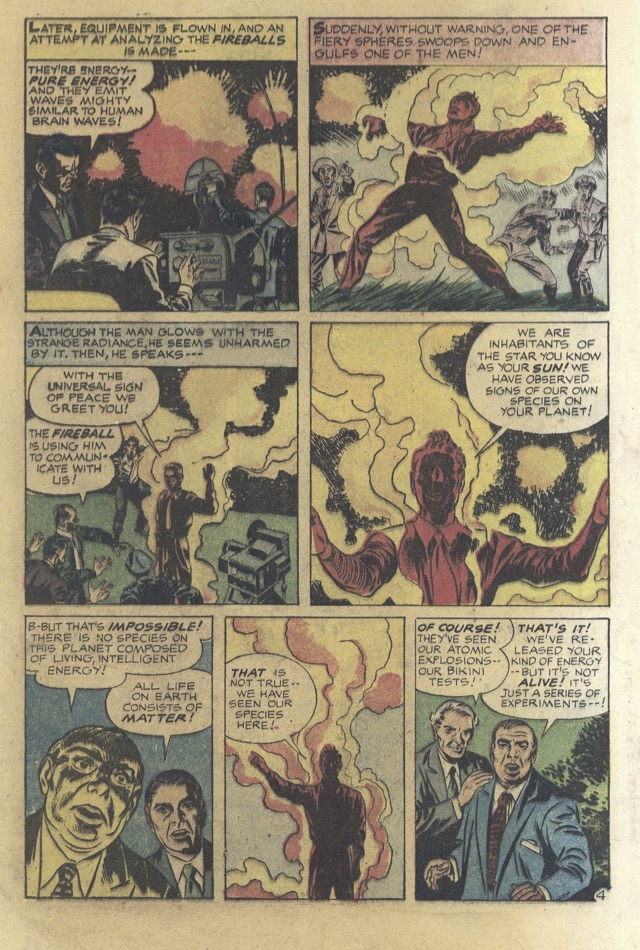 LATER, EQUIPMENT IS FLOWN IN, AND AN
ATTEMPT AT ANALYZING THE FIREBALLS
IS MADE---
THEY'RE ENERGY--
PURE ENERGY!
AND THEY EMIT
WAVES MIGHTY
SIMILAR TO HUMAN
BRAIN WAVES!
SUDDENLY, WITHOUT WARNING, ONE OF THE
FIERY SPHERES SWOOPS DOWN AND EN-
GULFS ONE OF THE MEN!
ALTHOUGH THE MAN GLOWS WITH THE
STRANGE RADIANCE, HE SEEMS UNHARMED
BY IT. THEN, HE SPEAKS---
WITH THE
UNIVERSAL SIGN
OF PEACE WE
GREET YOU!
THE FIREBALL
IS USING HIM
TO COMMUN-
ICATE WITH
US!
WE ARE
INHABITANTS OF
THE STAR YOU KNOW
AS YOUR SUN! WE
HAVE OBSERVED
SIGNS OF OUR OWN
SPECIES ON
YOUR PLANET!
B-BUT THAT'S IMPOSSIBLE!
THERE IS NO SPECIES ON
THIS PLANET COMPOSED
OF LIVING, INTELLIGENT
ENERGY!
ALL LIFE
ON EARTH
CONSISTS OF
MATTER!
THAT IS
NOT TRUE--
WE HAVE
SEEN OUR
SPECIES
HERE!
OF COURSE!
THEY'VE SEEN
OUR ATOMIC
EXPLOSIONS--
OUR BIKINI
TESTS!
THAT'S IT!
WE'VE RE-
LEASED YOUR
KIND OF ENERGY
--BUT IT'S NOT
ALIVE! IT'S
JUST A SERIES OF
EXPERIMENTS--!
4